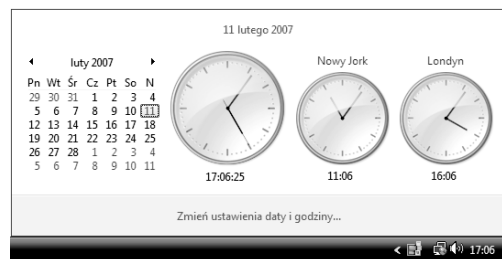 11 lutego 2007
luty 2007
Pn Wt Śr Cz Pt So N
29 30 31 1 2 3 4
5 6 7 8 9 10 11
12 13 14 15 16 17 18
19 20 21 22 23 24 25
26 27 28 1 2 3 4
5 6 7 8 9 10 11
17:06:25
Nowy Jork
11:06
Londyn
16:06
Zmień ustawienia daty i godziny...
17:06